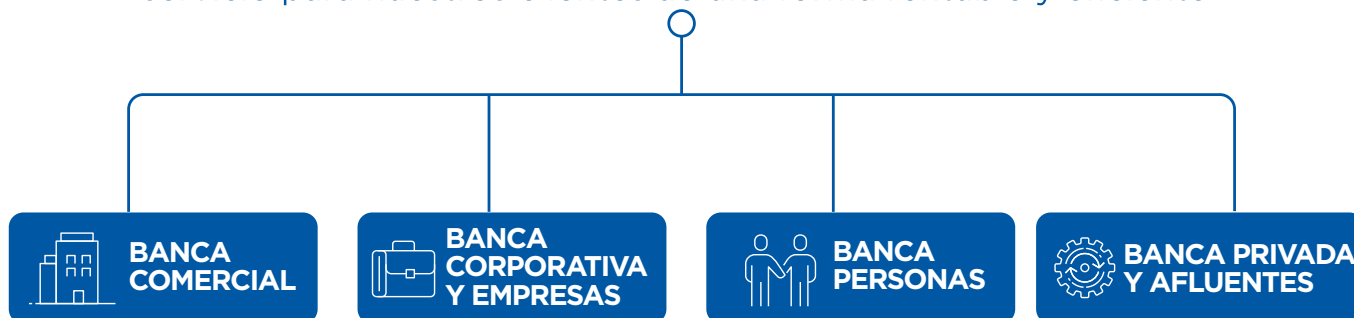 BANCA
COMERCIAL
BANCA
CORPORATIVA
Y EMPRESAS
BANCA
PERSONAS
BANCA PRIVADA
Y AFLUENTES